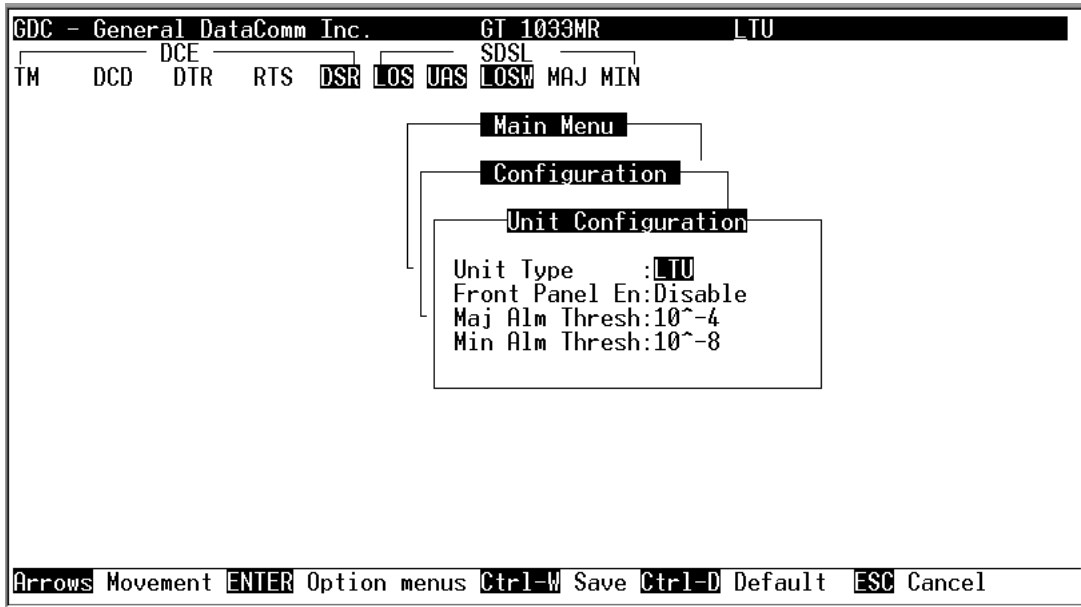 GDC - General DataComm Inc. GT 1033MR LTU
DCE SDSL
TM DCD DTR RTS DSR LOS UAS LOSW MAJ MIN
Main Menu
Configuration
Unit Configuration
Unit Type :LTU
Front Panel En:Disable
Maj Alm Thresh:10^-4
Min Alm Thresh:10^-8
Arrows Movement ENTER Option menus Ctrl-W Save Ctrl-D Default ESC Cancel